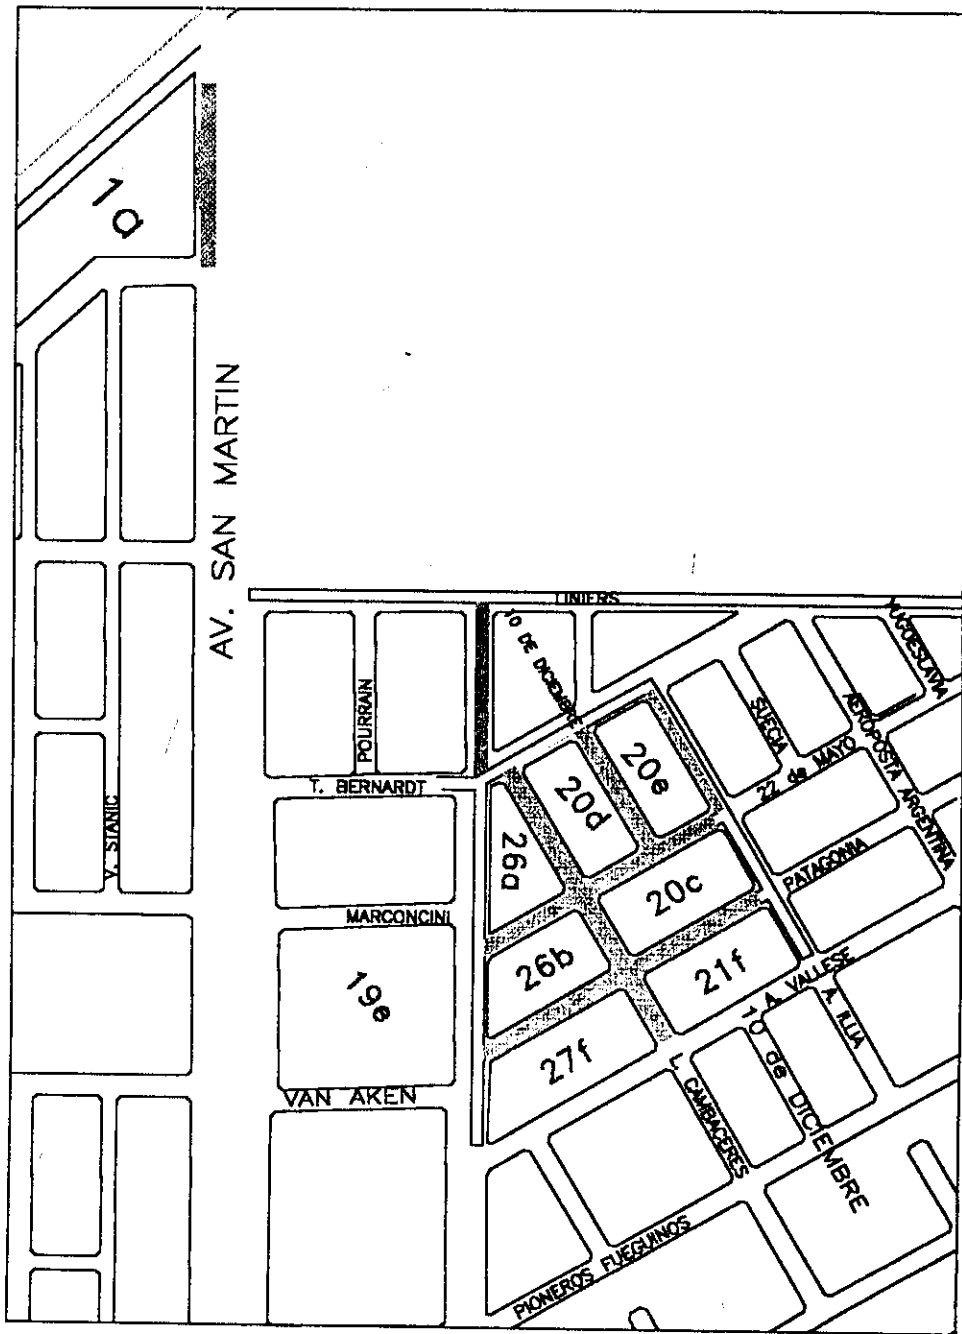 1a
AV. SAN MARTIN
LINIERS
YUGOESLAVIA
10 DE DICIEMBRE
POURRAIN
SUECIA
AEROPOSTA ARGENTINA
20e
22 de MAYO
T. BERNARDT
20d
V. STANIC
26a
20c
PATAGONIA
MARCONCINI
26b
21f
A. VALLESE
19e
A. ILLIA
10 de DICIEMBRE
27f
L. CAMBACERES
VAN AKEN
PIONEROS FUEGUINOS